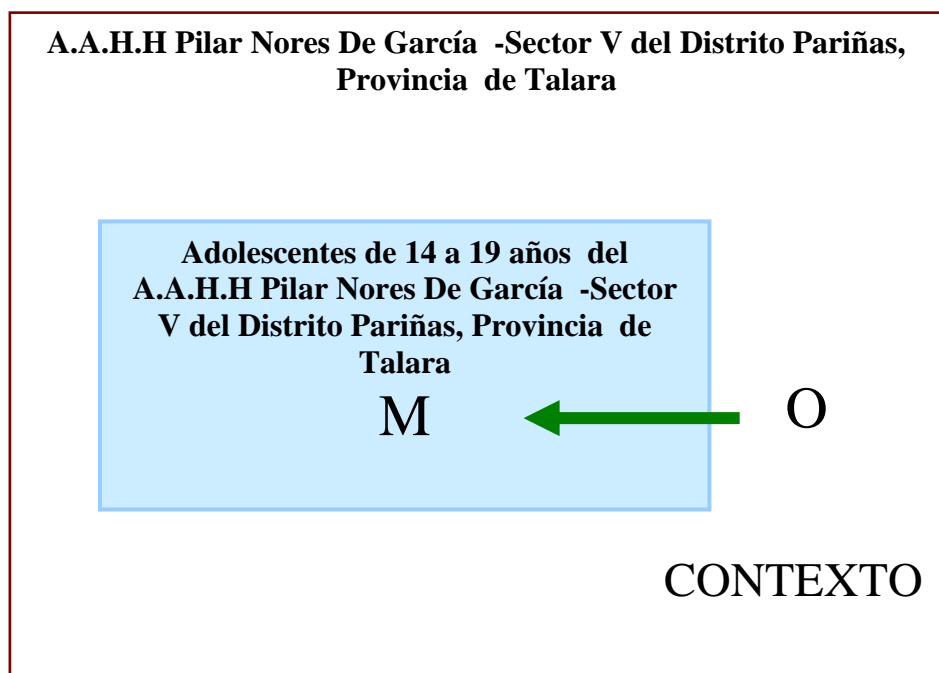 A.A.H.H Pilar Nores De García -Sector V del Distrito Pariñas,
Provincia de Talara
Adolescentes de 14 a 19 años del
A.A.H.H Pilar Nores De García -Sector
V del Distrito Pariñas, Provincia de
Talara
M
O
CONTEXTO